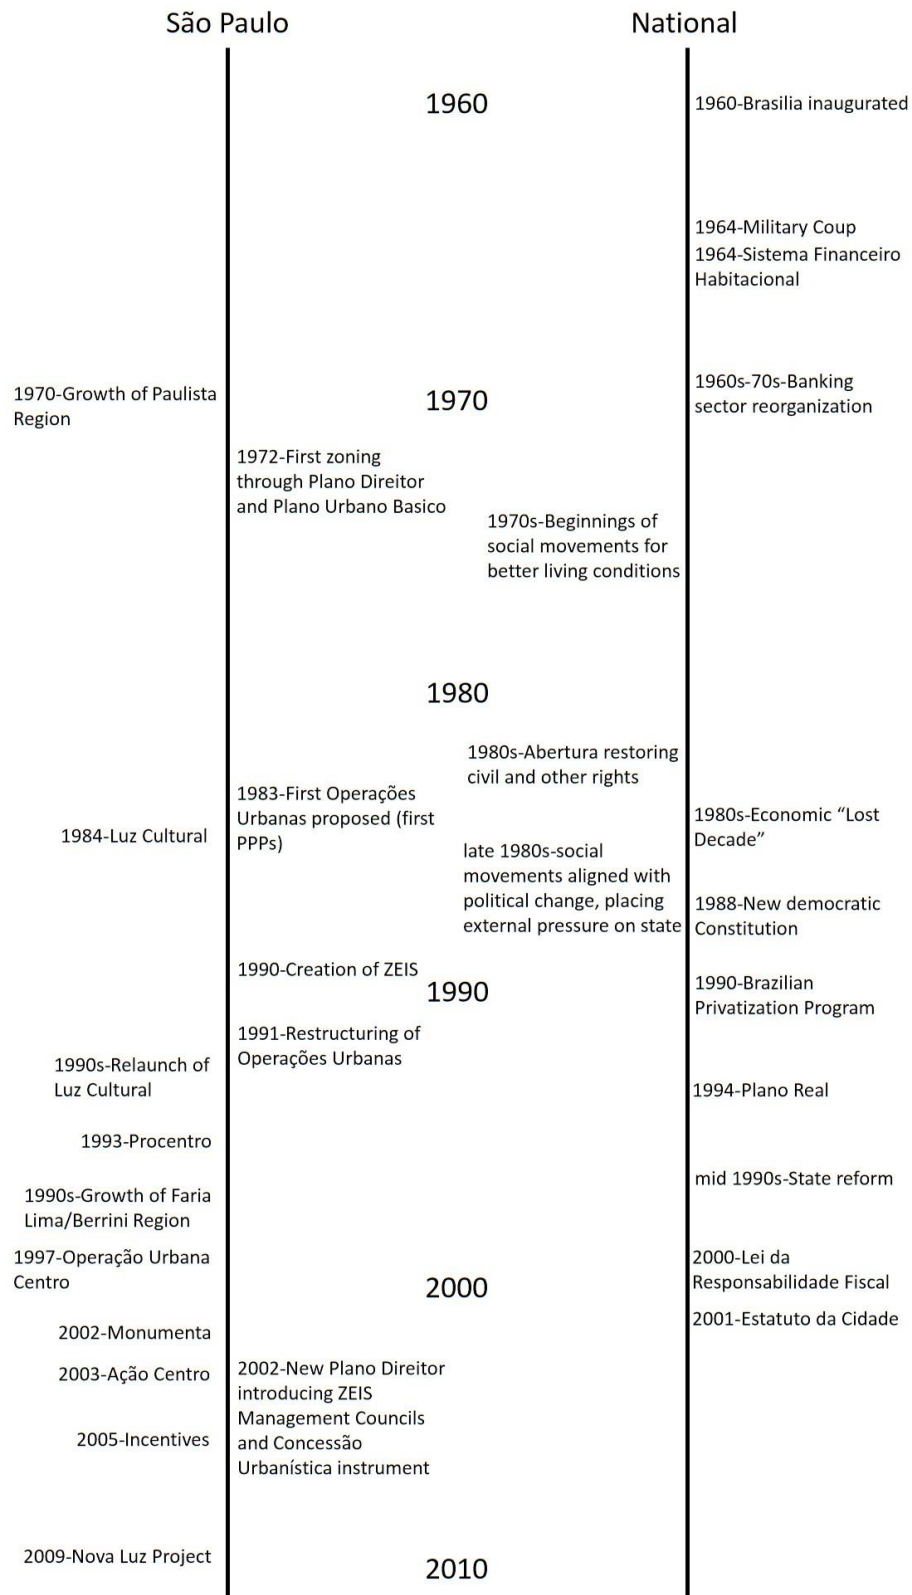 São Paulo
National
1960
1960-Brasilia inaugurated
1964-Military Coup
1964-Sistema Financeiro
Habitacional
1970-Growth of Paulista
Region
1970
1960s-70s-Banking
sector reorganization
1972-First zoning
through Plano Direitor
and Plano Urbano Basico
1970s-Beginnings of
social movements for
better living conditions
1980
1980s-Abertura restoring
civil and other rights
1983-First Operações
Urbanas proposed (first
PPPs)
1984-Luz Cultural
1980s-Economic “Lost
Decade”
late 1980s-social
movements aligned with
political change, placing
external pressure on state
1988-New democratic
Constitution
1990-Creation of ZEIS
1990
1990-Brazilian
Privatization Program
1991-Restructuring of
Operações Urbanas
1990s-Relaunch of
Luz Cultural
1994-Plano Real
1993-Procentro
mid 1990s-State reform
1990s-Growth of Faria
Lima/Berrini Region
1997-Operação Urbana
Centro
2000
2000-Lei da
Responsabilidade Fiscal
2001-Estatuto da Cidade
2002-Monumenta
2003-Ação Centro
2002-New Plano Direitor
introducing ZEIS
Management Councils
and Concessão
Urbanística instrument
2005-Incentives
2009-Nova Luz Project
2010